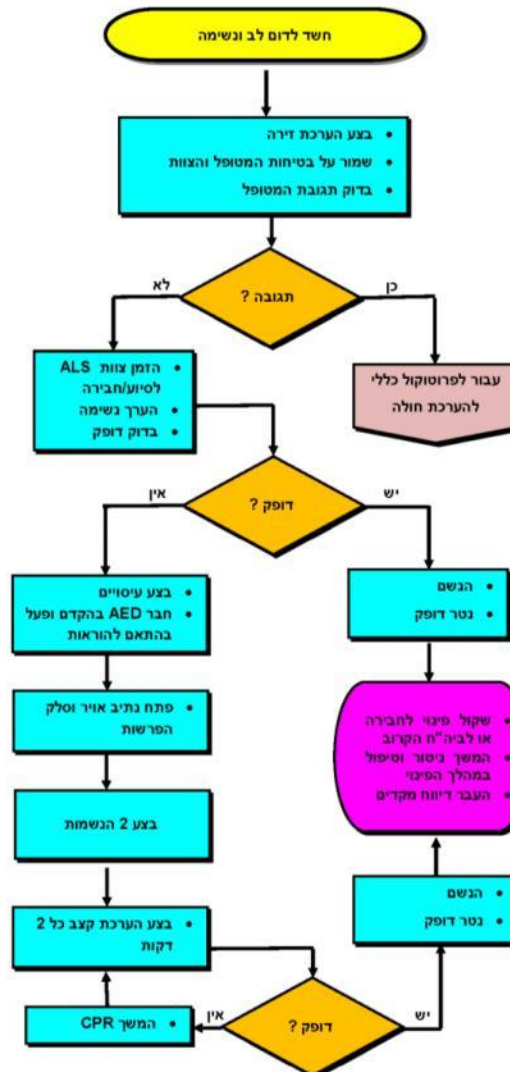 חשד לדום לב ונשימה
• בצע הערכת זירה
• שמור על בטיחות המטופל והצוות
• בדוק תגובת המטופל
תגובה ?
כן
לא
עבור לפרוטוקול כללי
להערכת חולה
• הזמן צוות ALS
לסיוע/חבירה
• הערך נשימה
• בדוק דופק
דופק ?
יש
אין
• הנשם
• נטר דופק
• בצע עיסויים
• חבר AED בהקדם ופעל
בהתאם להוראות
• שקול פינוי לחבירה
או לביה"ח הקרוב
• המשך ניטור וטיפול
במהלך הפינוי
• העבר דיווח מקדים
פתח נתיב אויר וסלק
הפרשות
בצע 2 הנשמות
• הנשם
• נטר דופק
• בצע הערכת קצב כל 2
דקות
דופק ?
יש
אין
• המשך CPR